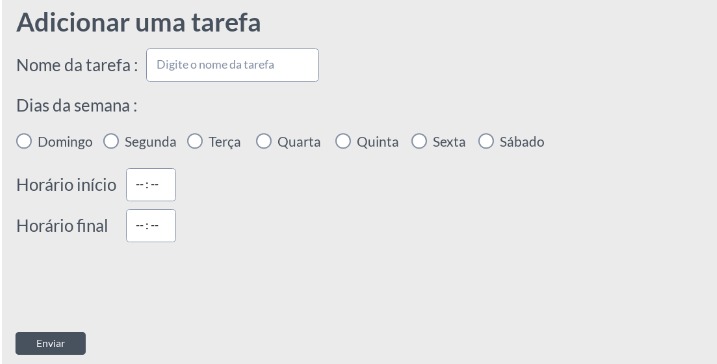 Adicionar uma tarefa
Nome da tarefa : Digite o nome da tarefa
Dias da semana :
Domingo Segunda Terça Quarta Quinta Sexta Sábado
Horário início --:--
Horário final --:--
Enviar